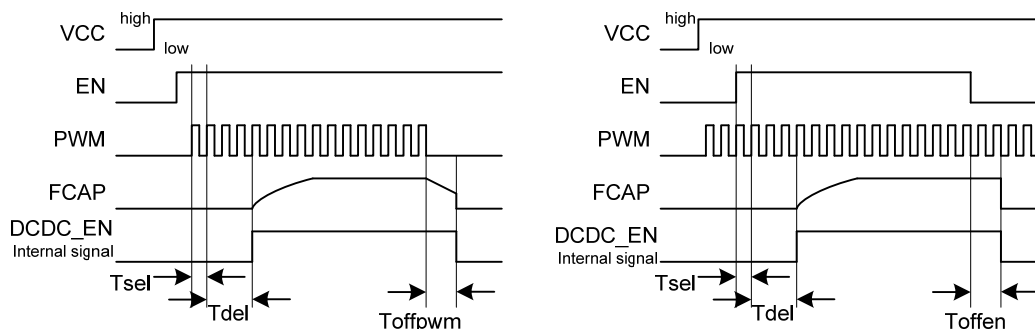 VCC
high
low
EN
PWM
FCAP
DCDC_EN
Internal signal
Tsel
Tdel
Toffpwm
VCC
high
low
EN
PWM
FCAP
DCDC_EN
Internal signal
Tsel
Tdel
Toffen